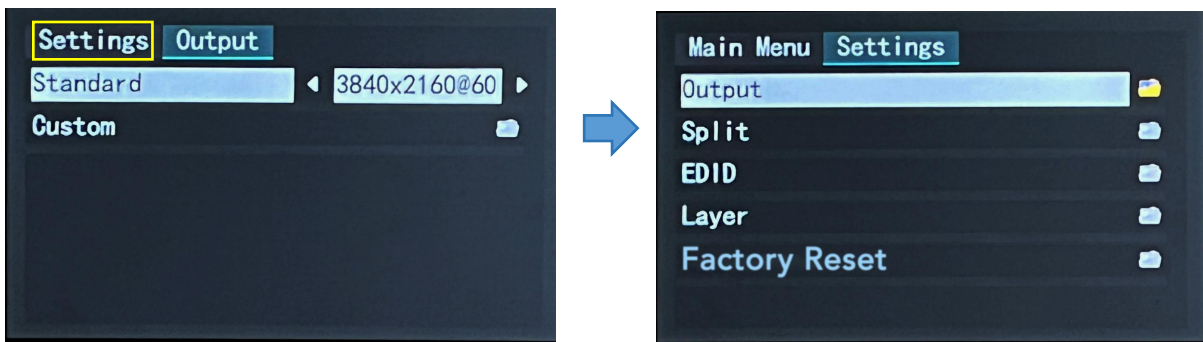 Settings Output
Standard 3840x2160@60
Custom
Main Menu Settings
Output
Split
EDID
Layer
Factory Reset